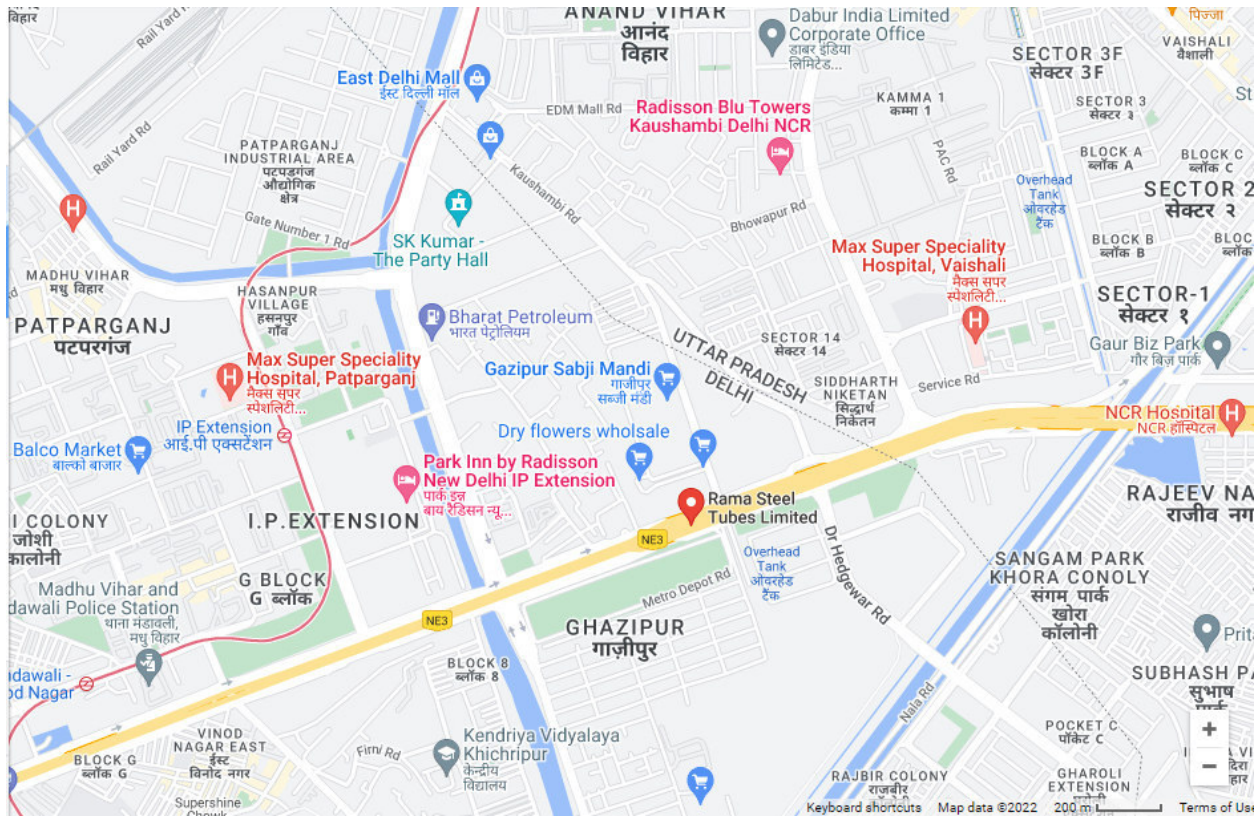 विहार
Rail Yard Rd
ANAND VIHAR
आनंद
विहार
Dabur India Limited
Corporate Office
डाबर इंडिया
लिमिटेड...
पिज्जा
VAISHALI
वैशाली
SECTOR 3F
सेक्टर 3F
East Delhi Mall
ईस्ट दिल्ली मॉल
EDM Mall Rd
Radisson Blu Towers
Kaushambi Delhi NCR
KAMMA 1
कम्मा 1
SECTOR 3
सेक्टर ३
St
Rail Yard Rd
PATPARGANJ
INDUSTRIAL AREA
पटपड़गंज
औद्योगिक
क्षेत्र
Kaushambi Rd
PAC Rd
BLOCK A
ब्लॉक A
BLOCK C
ब्लॉक C
Overhead
Tank
ओवरहेड
टैंक
SECTOR 2
सेक्टर २
Gate Number 1 Rd
SK Kumar -
The Party Hall
Bhowapur Rd
Max Super Speciality
Hospital, Vaishali
मैक्स सुपर
स्पेशलिटी...
BLOCK B
ब्लॉक B
BLOC
ब्लॉक
MADHU VIHAR
मधु विहार
HASANPUR
VILLAGE
हसनपुर
गाँव
SECTOR-1
सेक्टर १
PATPARGANJ
पटपरगंज
Bharat Petroleum
भारत पेट्रोलियम
UTTAR PRADESH
DELHI
SECTOR 14
सेक्टर 14
Gaur Biz Park
गौर बिज़ पार्क
Max Super Speciality
Hospital, Patparganj
मैक्स सुपर
स्पेशलिटी...
Gazipur Sabji Mandi
गाजीपुर
सब्जी मंडी
SIDDHARTH
NIKETAN
सिद्धार्थ
निकेतन
Service Rd
NCR Hospital
NCR हॉस्पिटल
IP Extension
आई.पी एक्सटेंशन
Balco Market
बाल्को बाजार
Dry flowers wholsale
Park Inn by Radisson
New Delhi IP Extension
पार्क इन्न
बाय रैडिसन न्यू...
Rama Steel
Tubes Limited
RAJEEV NA
राजीव नग
I COLONY
जोशी
कालोनी
I.P.EXTENSION
NE3
Overhead
Tank
ओवरहेड
टैंक
Dr Hedgewar Rd
SANGAM PARK
KHORA CONOLY
संगम पार्क
खोरा
कॉलोनी
G BLOCK
G ब्लॉक
Metro Depot Rd
Madhu Vihar and
dawali Police Station
थाना मंडावली,
मधु विहार
NE3
GHAZIPUR
गाज़ीपुर
Prita
BLOCK 8
ब्लॉक 8
SUBHASH PA
सुभाष
पार्क
ndawali -
od Nagar
Nala Rd
VINOD
NAGAR EAST
ईस्ट
विनोद नगर
Firni Rd
Kendriya Vidyalaya
Khichripur
केन्द्रीय
विद्यालय
POCKET C
पॉकेट C
BLOCK G
ब्लॉक G
RAJBIR COLONY
राजबीर
GHAROLI
EXTENSION
Supershine
Keyboard shortcuts Map data ©2022 200 m Terms of Use